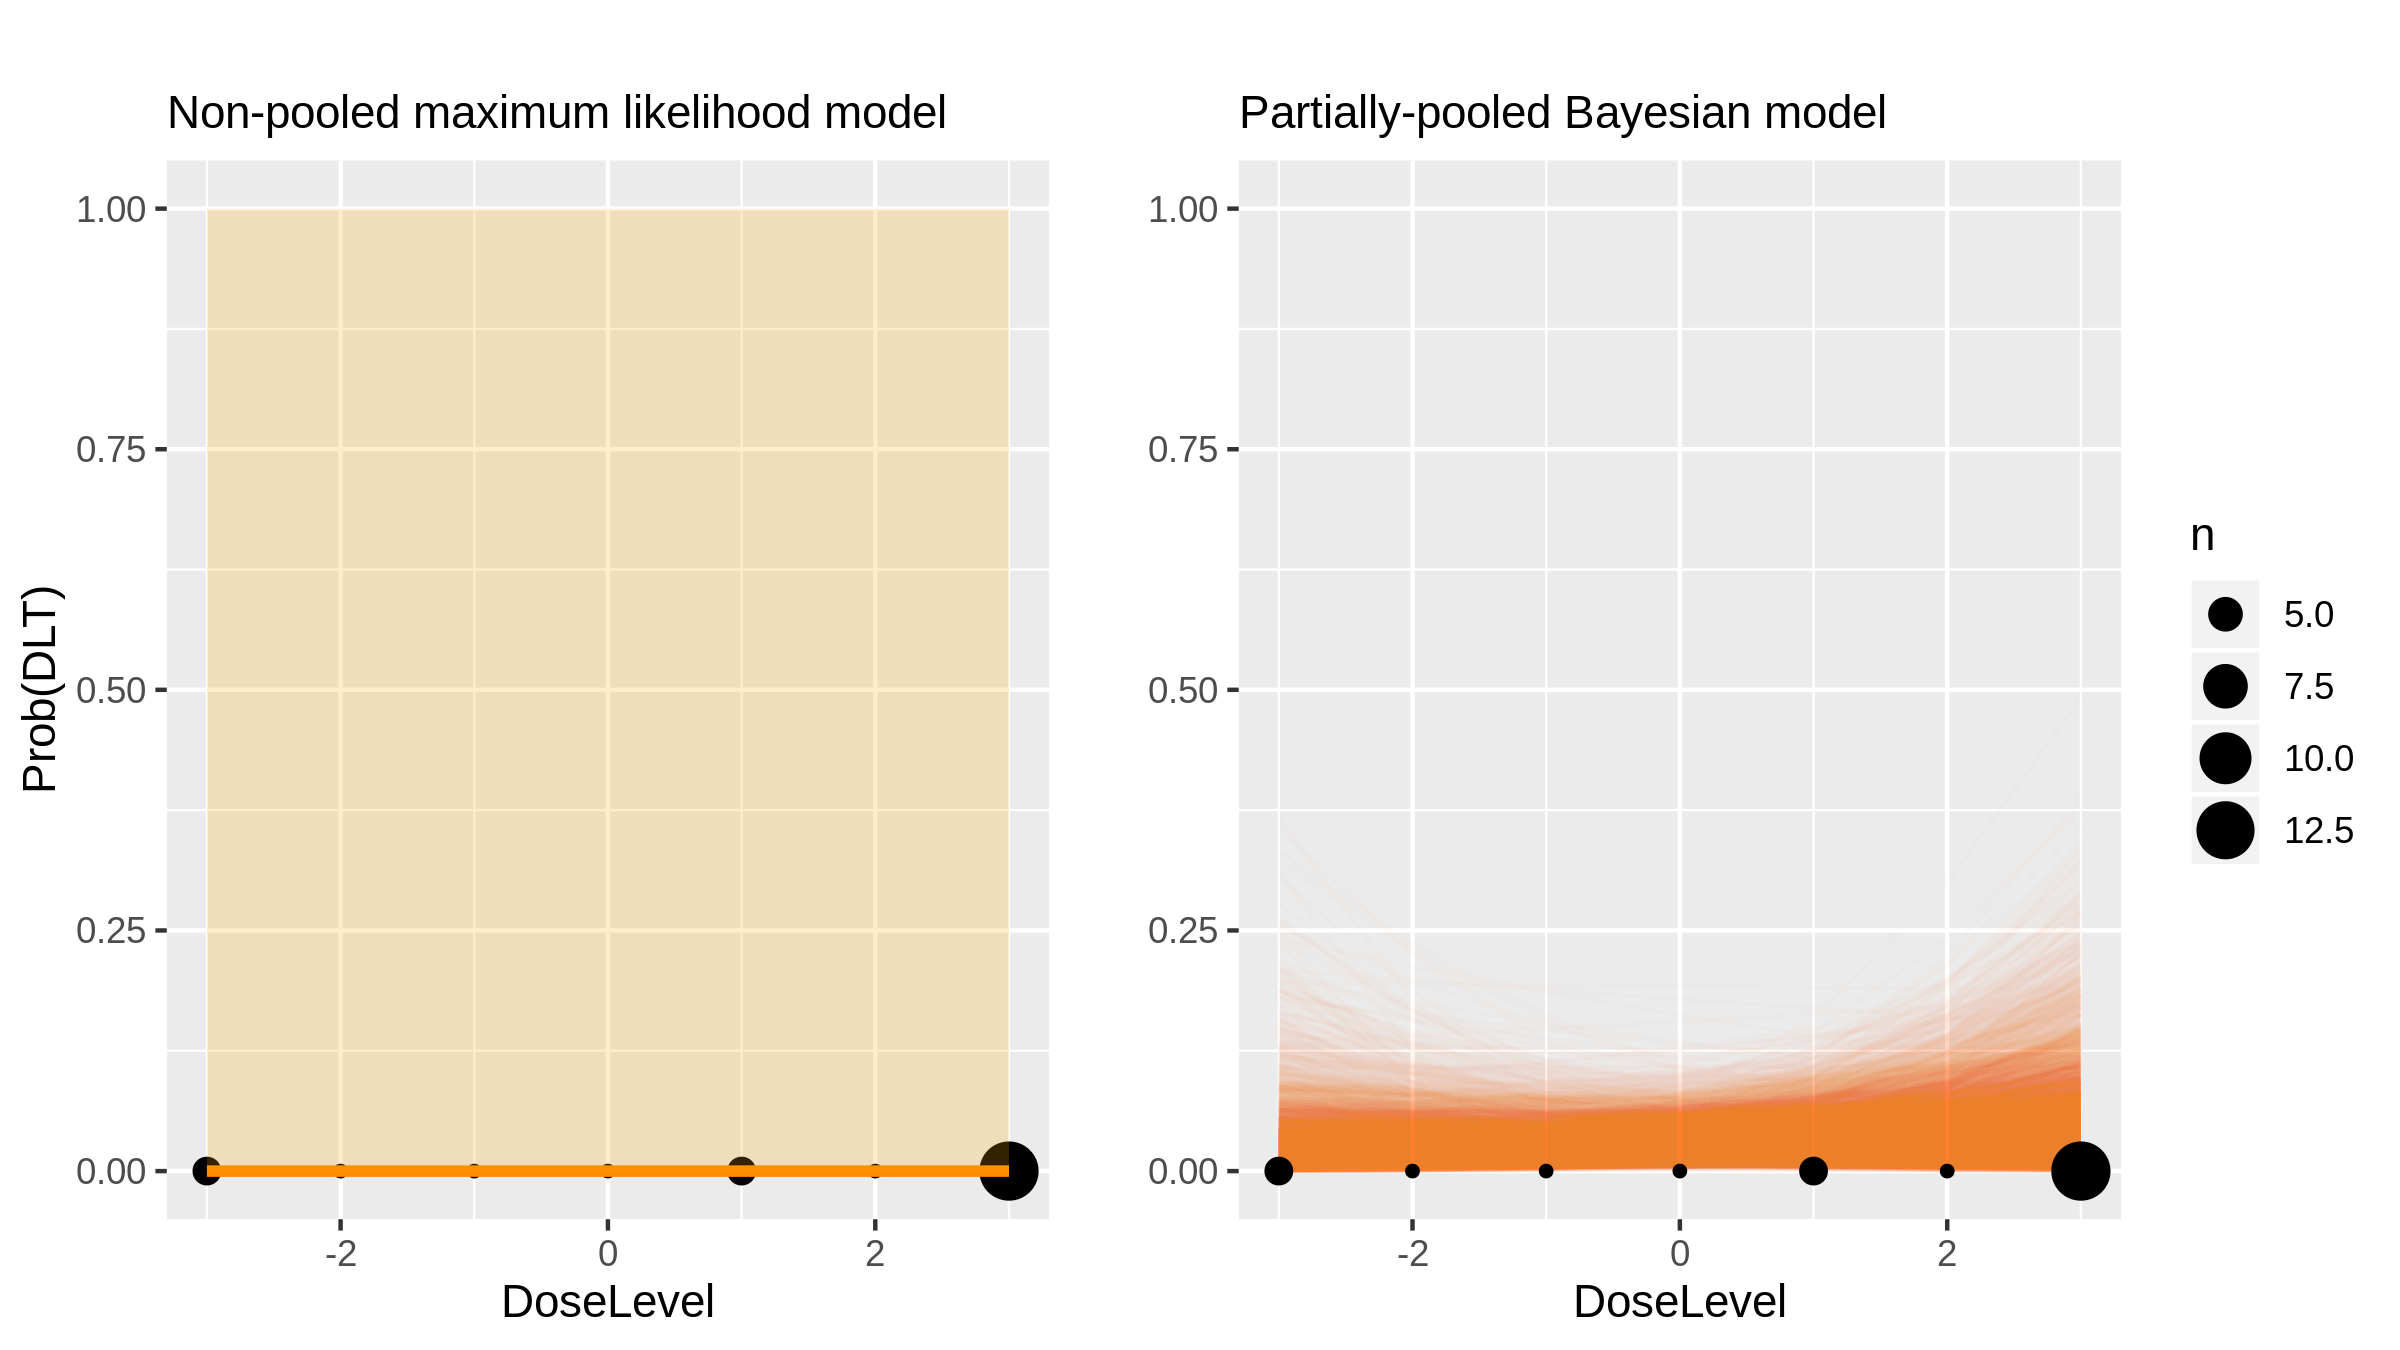 Non-pooled maximum likelihood model
Prob(DLT)
1.00
0.75
0.50
0.25
0.00
-2 0 2
DoseLevel
Partially-pooled Bayesian model
1.00
0.75
0.50
0.25
0.00
-2 0 2
DoseLevel
n
5.0
7.5
10.0
12.5